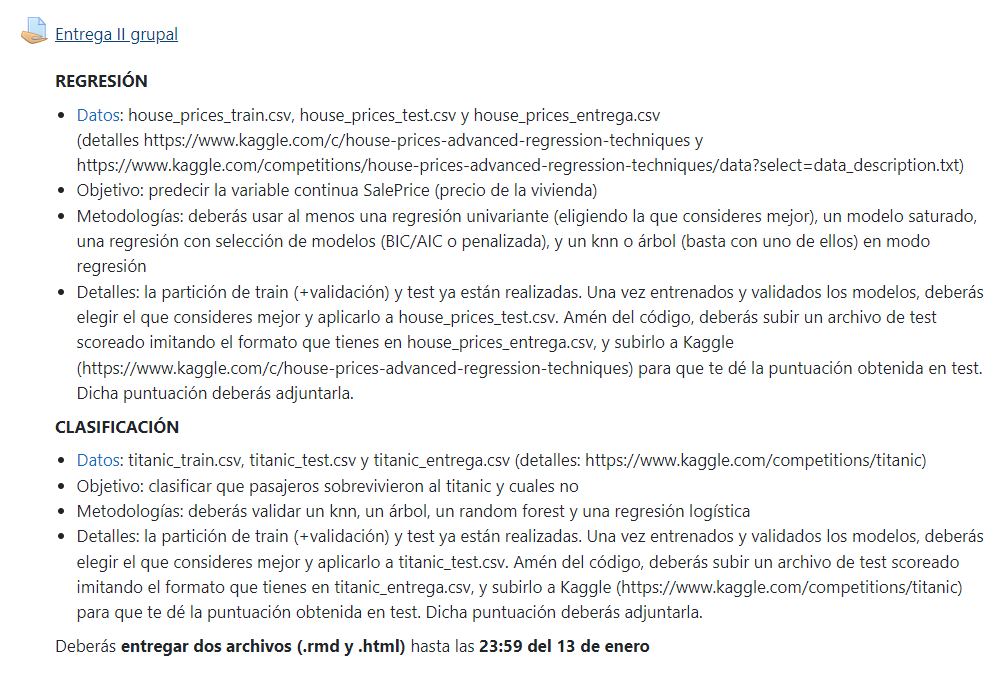 Entrega II grupal
REGRESIÓN
• Datos: house_prices_train.csv, house_prices_test.csv y house_prices_entrega.csv
(detalles https://www.kaggle.com/c/house-prices-advanced-regression-techniques y
https://www.kaggle.com/competitions/house-prices-advanced-regression-techniques/data?select=data_description.txt)
• Objetivo: predecir la variable continua SalePrice (precio de la vivienda)
• Metodologías: deberás usar al menos una regresión univariante (eligiendo la que consideres mejor), un modelo saturado,
una regresión con selección de modelos (BIC/AIC o penalizada), y un knn o árbol (basta con uno de ellos) en modo
regresión
• Detalles: la partición de train (+validación) y test ya están realizadas. Una vez entrenados y validados los modelos, deberás
elegir el que consideres mejor y aplicarlo a house_prices_test.csv. Amén del código, deberás subir un archivo de test
scoreado imitando el formato que tienes en house_prices_entrega.csv, y subirlo a Kaggle
(https://www.kaggle.com/c/house-prices-advanced-regression-techniques) para que te dé la puntuación obtenida en test.
Dicha puntuación deberás adjuntarla.
CLASIFICACIÓN
• Datos: titanic_train.csv, titanic_test.csv y titanic_entrega.csv (detalles: https://www.kaggle.com/competitions/titanic)
• Objetivo: clasificar que pasajeros sobrevivieron al titanic y cuales no
• Metodologías: deberás validar un knn, un árbol, un random forest y una regresión logística
• Detalles: la partición de train (+validación) y test ya están realizadas. Una vez entrenados y validados los modelos, deberás
elegir el que consideres mejor y aplicarlo a titanic_test.csv. Amén del código, deberás subir un archivo de test scoreado
imitando el formato que tienes en titanic_entrega.csv, y subirlo a Kaggle (https://www.kaggle.com/competitions/titanic)
para que te dé la puntuación obtenida en test. Dicha puntuación deberás adjuntarla.
Deberás entregar dos archivos (.rmd y .html) hasta las 23:59 del 13 de enero